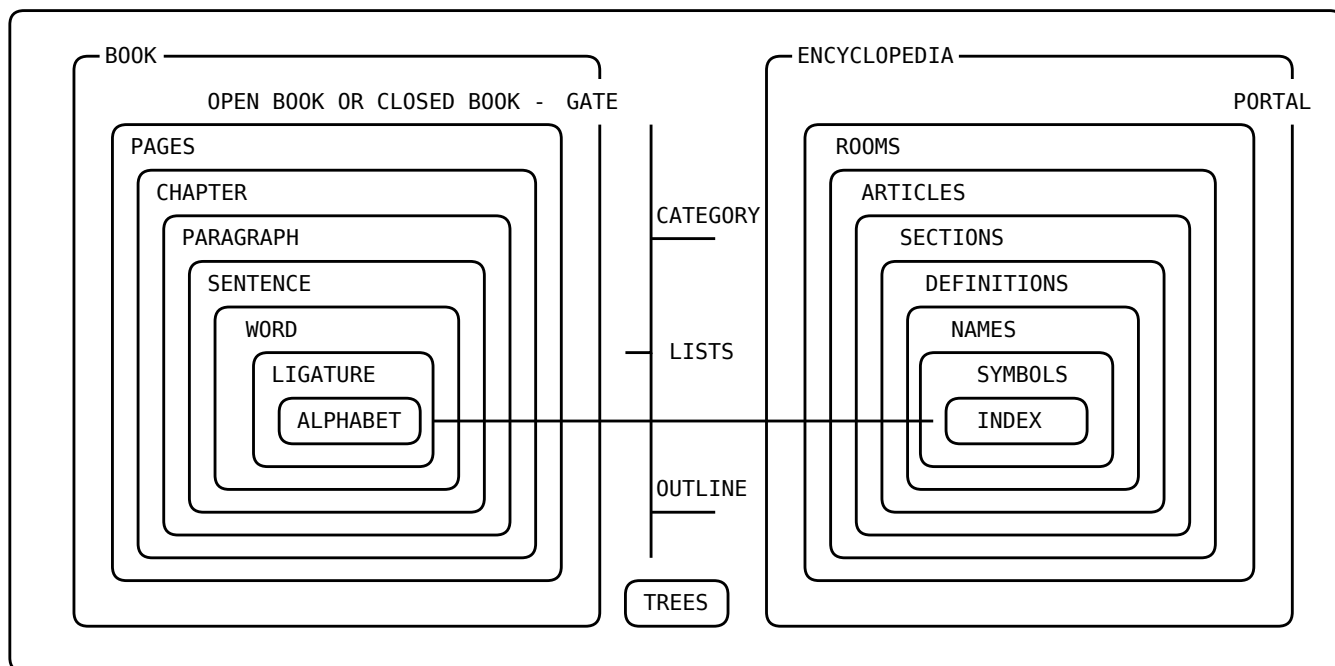 BOOK
OPEN BOOK OR CLOSED BOOK - GATE
PAGES
CHAPTER
PARAGRAPH
SENTENCE
WORD
LIGATURE
ALPHABET
CATEGORY
LISTS
OUTLINE
TREES
ENCYCLOPEDIA
PORTAL
ROOMS
ARTICLES
SECTIONS
DEFINITIONS
NAMES
SYMBOLS
INDEX